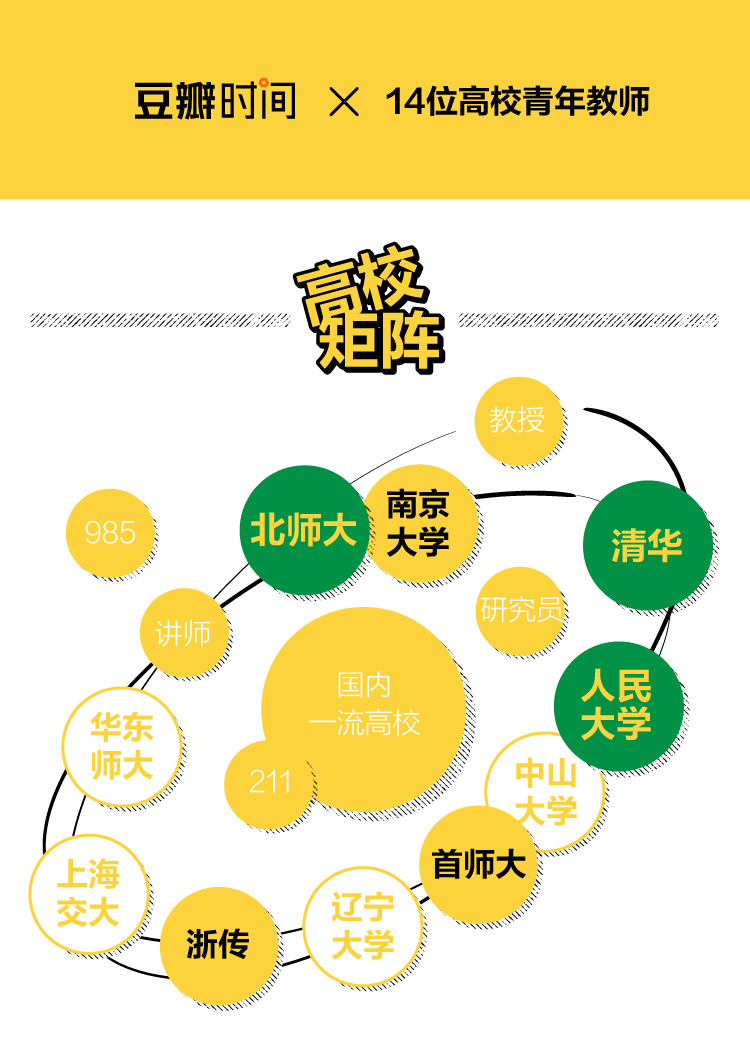 豆瓣时间 × 14位高校青年教师
高校
矩阵
教授
985
北师大
南京
大学
清华
讲师
研究员
国内
一流高校
人民
大学
华东
师大
211
中山
大学
首师大
上海
交大
浙传
辽宁
大学